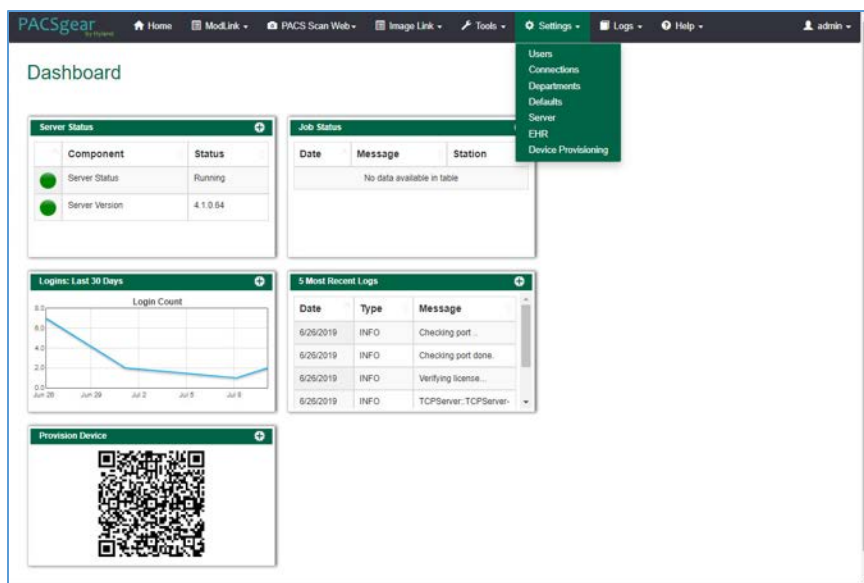 PACSgear
by Hyland
Home
ModLink
PACS Scan Web
Image Link
Tools
Settings
Logs
Help
admin
Users
Connections
Departments
Defaults
Server
EHR
Device Provisioning
Dashboard
Server Status
Component Status
Server Status Running
Server Version 4.1.0.64
Job Status
Date Message Station
No data available in table
Logins: Last 30 Days
Login Count
8.0
6.0
4.0
2.0
0.0
Jun 26 Jun 29 Jul 2 Jul 5 Jul 8
5 Most Recent Logs
Date Type Message
6/26/2019 INFO Checking port...
6/26/2019 INFO Checking port done.
6/26/2019 INFO Verifying license...
6/26/2019 INFO TCPServer::TCPServer-
Provision Device